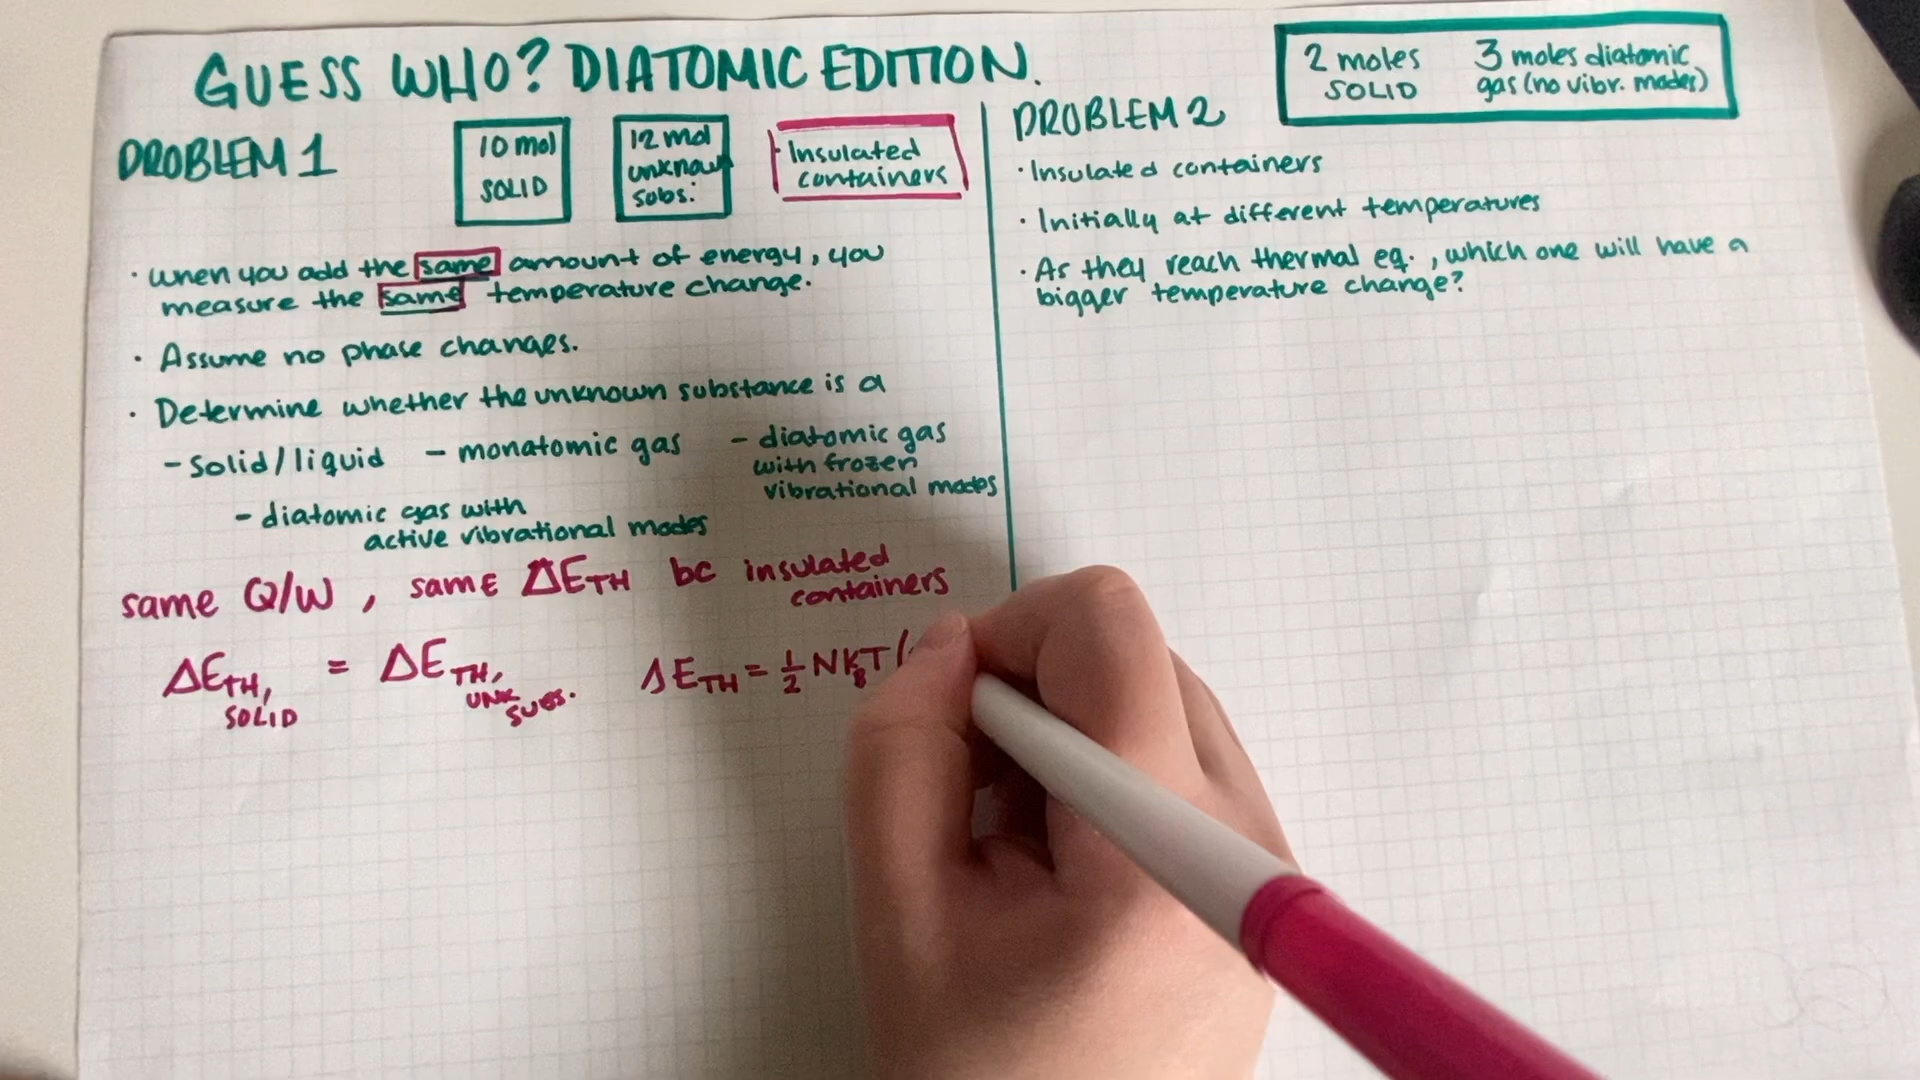 GUESS WHO? DIATOMIC EDITION.
PROBLEM 1
10 mol
SOLID
12 mol
unknown
subs.
Insulated
containers
· when you add the same amount of energy, you
measure the same temperature change.
· Assume no phase changes.
· Determine whether the unknown substance is a
- solid/liquid - monatomic gas - diatomic gas
with frozen
vibrational modes
- diatomic gas with
active vibrational modes
same Q/W, same ΔE_TH bc insulated
containers
ΔE_TH, SOLID = ΔE_TH, UNK SUBS. ΔE_TH = 1/2 NK_BT(
2 moles
SOLID
3 moles diatomic
gas (no vibr. modes)
PROBLEM 2
· Insulated containers
· Initially at different temperatures
· As they reach thermal eq., which one will have a
bigger temperature change?